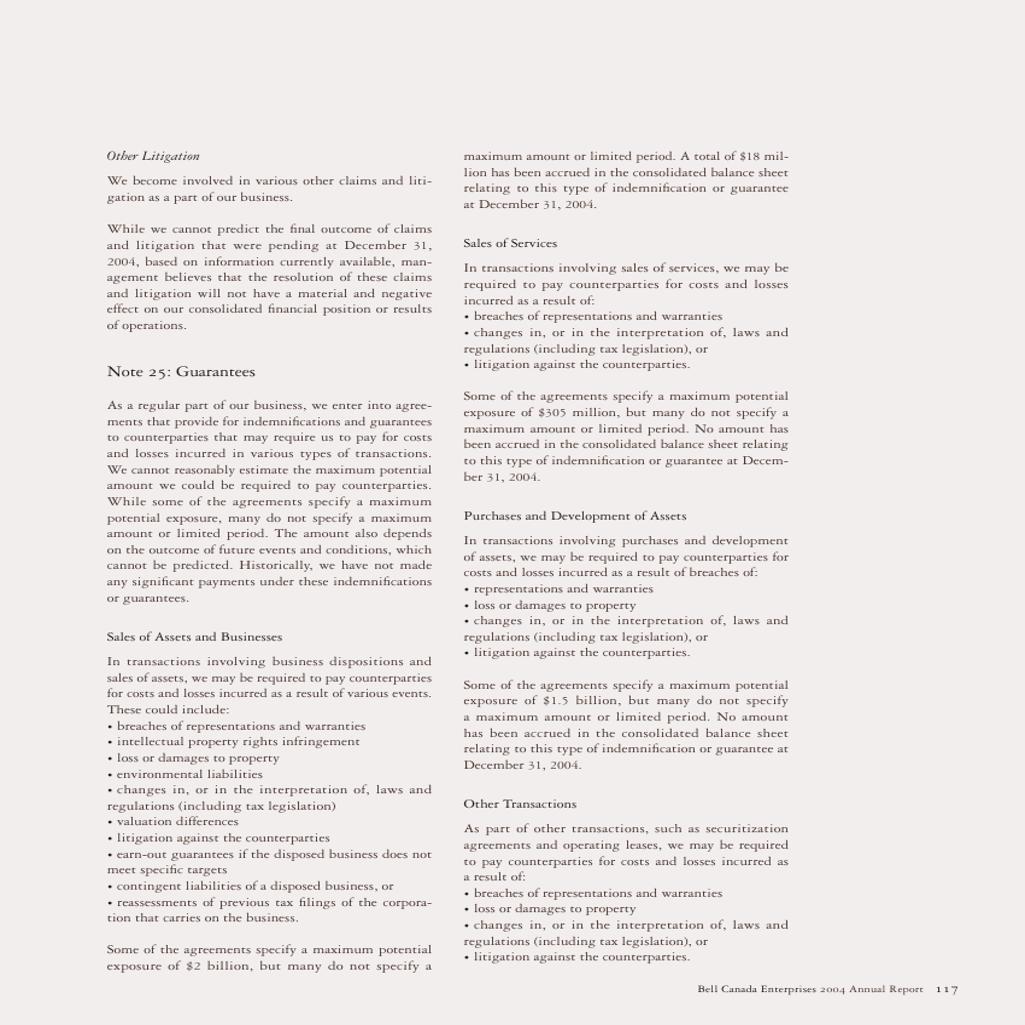 Other Litigation
We become involved in various other claims and liti-
gation as a part of our business.
While we cannot predict the final outcome of claims
and litigation that were pending at December 31,
2004, based on information currently available, man-
agement believes that the resolution of these claims
and litigation will not have a material and negative
effect on our consolidated financial position or results
of operations.
Note 25: Guarantees
As a regular part of our business, we enter into agree-
ments that provide for indemnifications and guarantees
to counterparties that may require us to pay for costs
and losses incurred in various types of transactions.
We cannot reasonably estimate the maximum potential
amount we could be required to pay counterparties.
While some of the agreements specify a maximum
potential exposure, many do not specify a maximum
amount or limited period. The amount also depends
on the outcome of future events and conditions, which
cannot be predicted. Historically, we have not made
any significant payments under these indemnifications
or guarantees.
Sales of Assets and Businesses
In transactions involving business dispositions and
sales of assets, we may be required to pay counterparties
for costs and losses incurred as a result of various events.
These could include:
• breaches of representations and warranties
• intellectual property rights infringement
• loss or damages to property
• environmental liabilities
• changes in, or in the interpretation of, laws and
regulations (including tax legislation)
• valuation differences
• litigation against the counterparties
• earn-out guarantees if the disposed business does not
meet specific targets
• contingent liabilities of a disposed business, or
• reassessments of previous tax filings of the corpora-
tion that carries on the business.
Some of the agreements specify a maximum potential
exposure of $2 billion, but many do not specify a
maximum amount or limited period. A total of $18 mil-
lion has been accrued in the consolidated balance sheet
relating to this type of indemnification or guarantee
at December 31, 2004.
Sales of Services
In transactions involving sales of services, we may be
required to pay counterparties for costs and losses
incurred as a result of:
• breaches of representations and warranties
• changes in, or in the interpretation of, laws and
regulations (including tax legislation), or
• litigation against the counterparties.
Some of the agreements specify a maximum potential
exposure of $305 million, but many do not specify a
maximum amount or limited period. No amount has
been accrued in the consolidated balance sheet relating
to this type of indemnification or guarantee at Decem-
ber 31, 2004.
Purchases and Development of Assets
In transactions involving purchases and development
of assets, we may be required to pay counterparties for
costs and losses incurred as a result of breaches of:
• representations and warranties
• loss or damages to property
• changes in, or in the interpretation of, laws and
regulations (including tax legislation), or
• litigation against the counterparties.
Some of the agreements specify a maximum potential
exposure of $1.5 billion, but many do not specify
a maximum amount or limited period. No amount
has been accrued in the consolidated balance sheet
relating to this type of indemnification or guarantee at
December 31, 2004.
Other Transactions
As part of other transactions, such as securitization
agreements and operating leases, we may be required
to pay counterparties for costs and losses incurred as
a result of:
• breaches of representations and warranties
• loss or damages to property
• changes in, or in the interpretation of, laws and
regulations (including tax legislation), or
• litigation against the counterparties.
Bell Canada Enterprises 2004 Annual Report 117